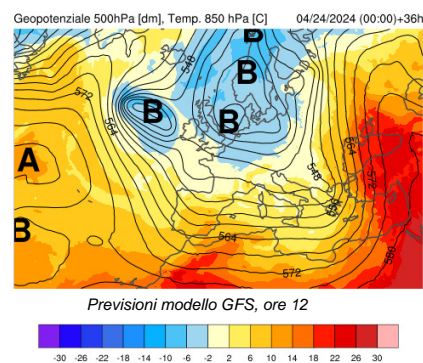 Geopotenziale 500hPa [dm], Temp. 850 hPa [C] 04/24/2024 (00:00)+36h
B
548
B
572
B
B
564
A
548
564
572
B
564
580
572
Previsioni modello GFS, ore 12
-30 -26 -22 -18 -14 -10 -6 -2 2 6 10 14 18 22 26 30